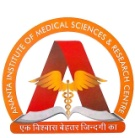 ANANTA INSTITUTE OF MEDICAL SCIENCES & RESEARCH CENTRE
एक विश्वास बेहतर ज़िन्दगी का